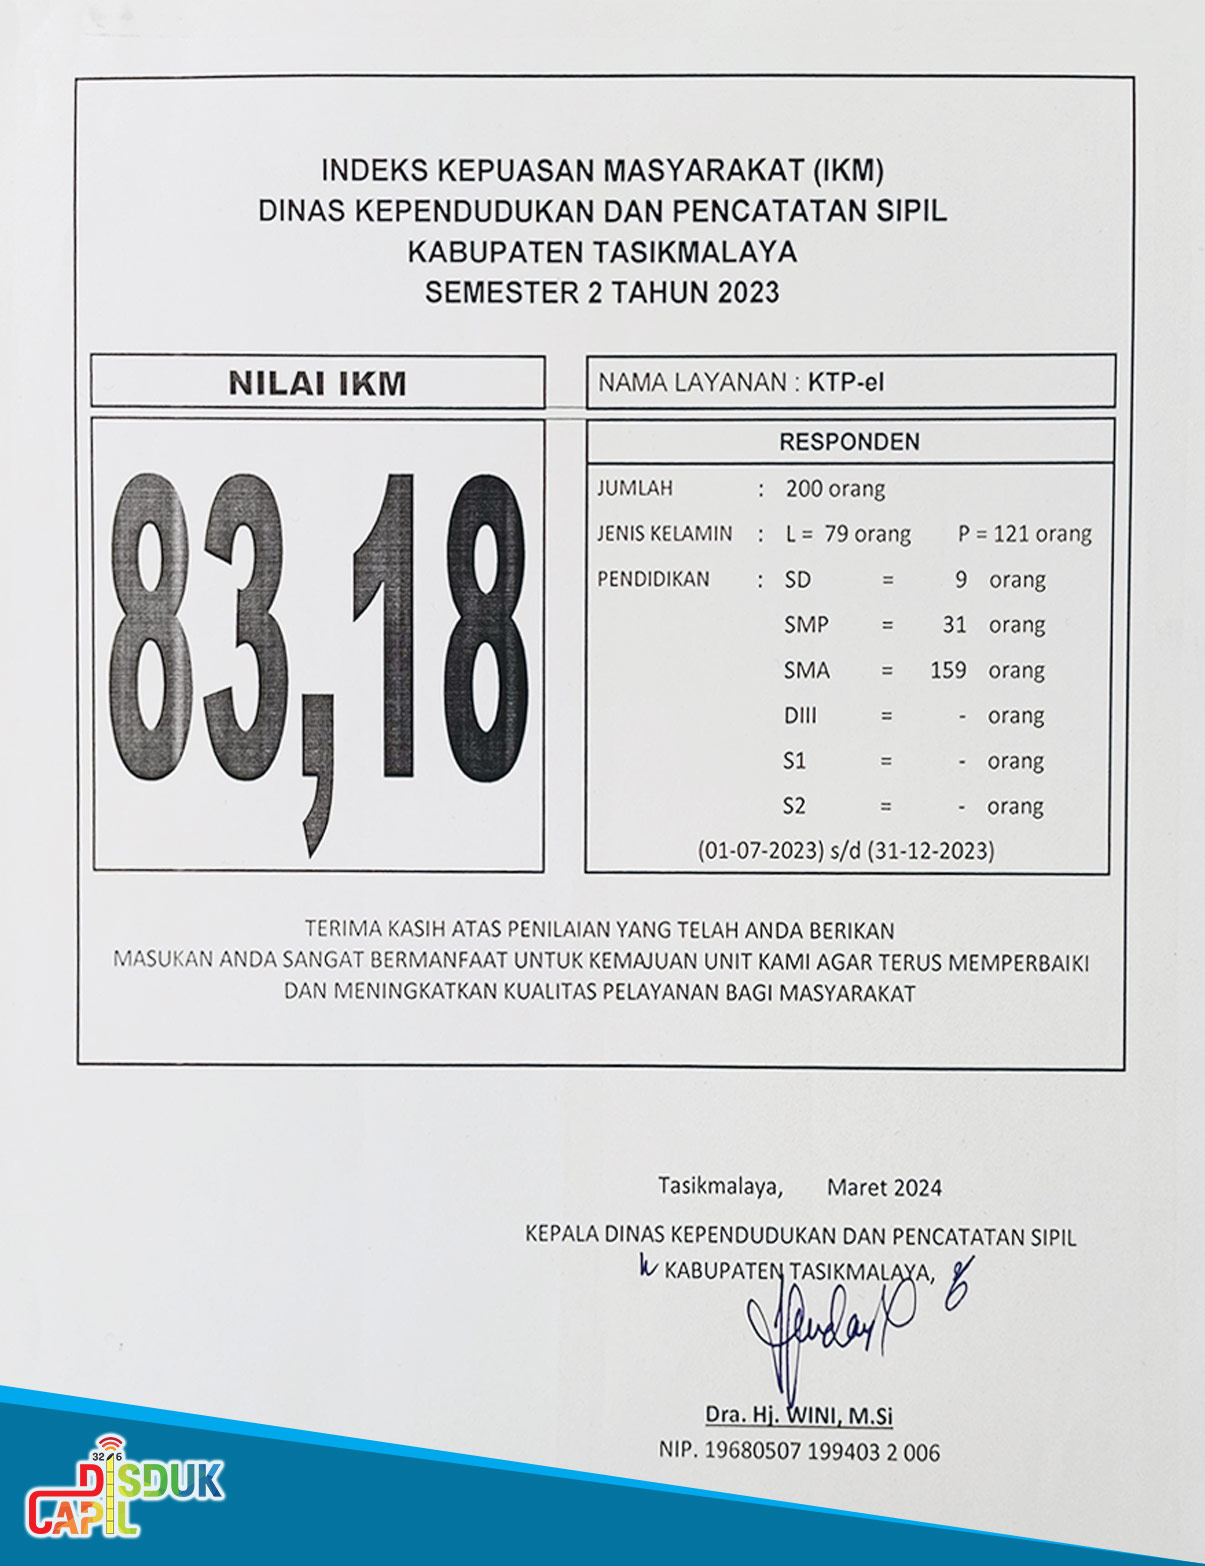 INDEKS KEPUASAN MASYARAKAT (IKM)
DINAS KEPENDUDUKAN DAN PENCATATAN SIPIL
KABUPATEN TASIKMALAYA
SEMESTER 2 TAHUN 2023
NILAI IKM
83,18
NAMA LAYANAN : KTP-el
RESPONDEN
JUMLAH : 200 orang
JENIS KELAMIN : L = 79 orang P = 121 orang
PENDIDIKAN : SD = 9 orang
SMP = 31 orang
SMA = 159 orang
DIII = - orang
S1 = - orang
S2 = - orang
(01-07-2023) s/d (31-12-2023)
TERIMA KASIH ATAS PENILAIAN YANG TELAH ANDA BERIKAN
MASUKAN ANDA SANGAT BERMANFAAT UNTUK KEMAJUAN UNIT KAMI AGAR TERUS MEMPERBAIKI
DAN MENINGKATKAN KUALITAS PELAYANAN BAGI MASYARAKAT
Tasikmalaya, Maret 2024
KEPALA DINAS KEPENDUDUKAN DAN PENCATATAN SIPIL
KABUPATEN TASIKMALAYA,
Dra. Hj. WINI, M.Si
NIP. 19680507 199403 2 006
3206
DISDUK
CAPIL